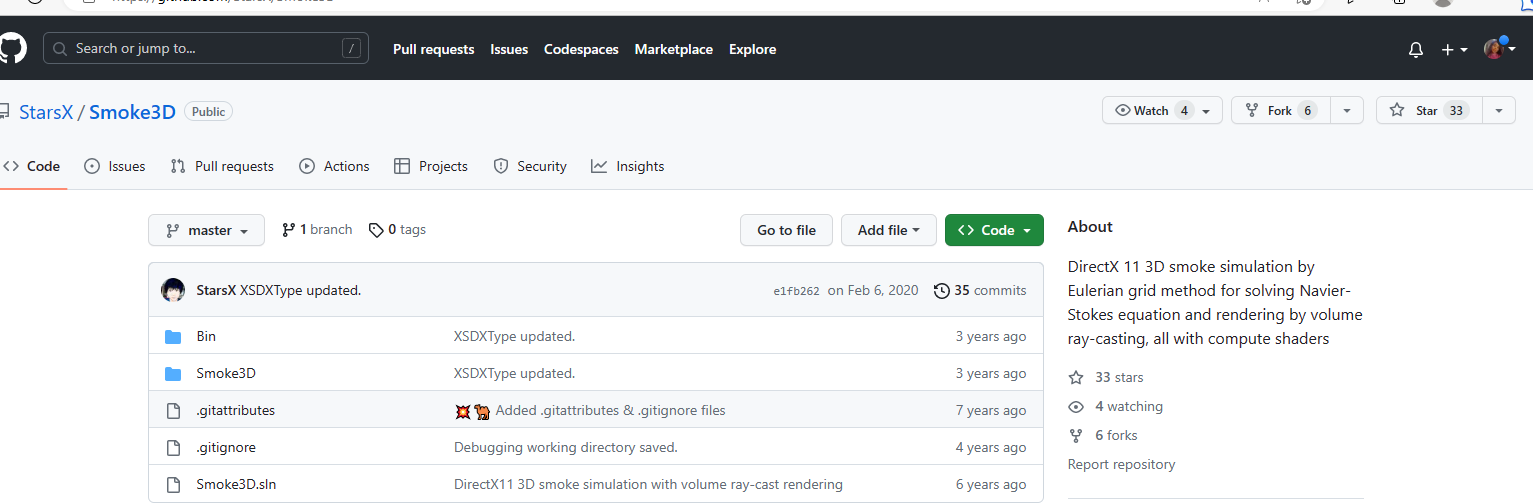 Search or jump to... /
Pull requests Issues Codespaces Marketplace Explore
StarsX / Smoke3D Public
Watch 4 Fork 6 Star 33
Code Issues Pull requests Actions Projects Security Insights
master 1 branch 0 tags Go to file Add file Code
StarsX XSDXType updated. e1fb262 on Feb 6, 2020 35 commits
Bin XSDXType updated. 3 years ago
Smoke3D XSDXType updated. 3 years ago
.gitattributes 💥🐫 Added .gitattributes & .gitignore files 7 years ago
.gitignore Debugging working directory saved. 4 years ago
Smoke3D.sln DirectX11 3D smoke simulation with volume ray-cast rendering 6 years ago
About
DirectX 11 3D smoke simulation by
Eulerian grid method for solving Navier-
Stokes equation and rendering by volume
ray-casting, all with compute shaders
33 stars
4 watching
6 forks
Report repository